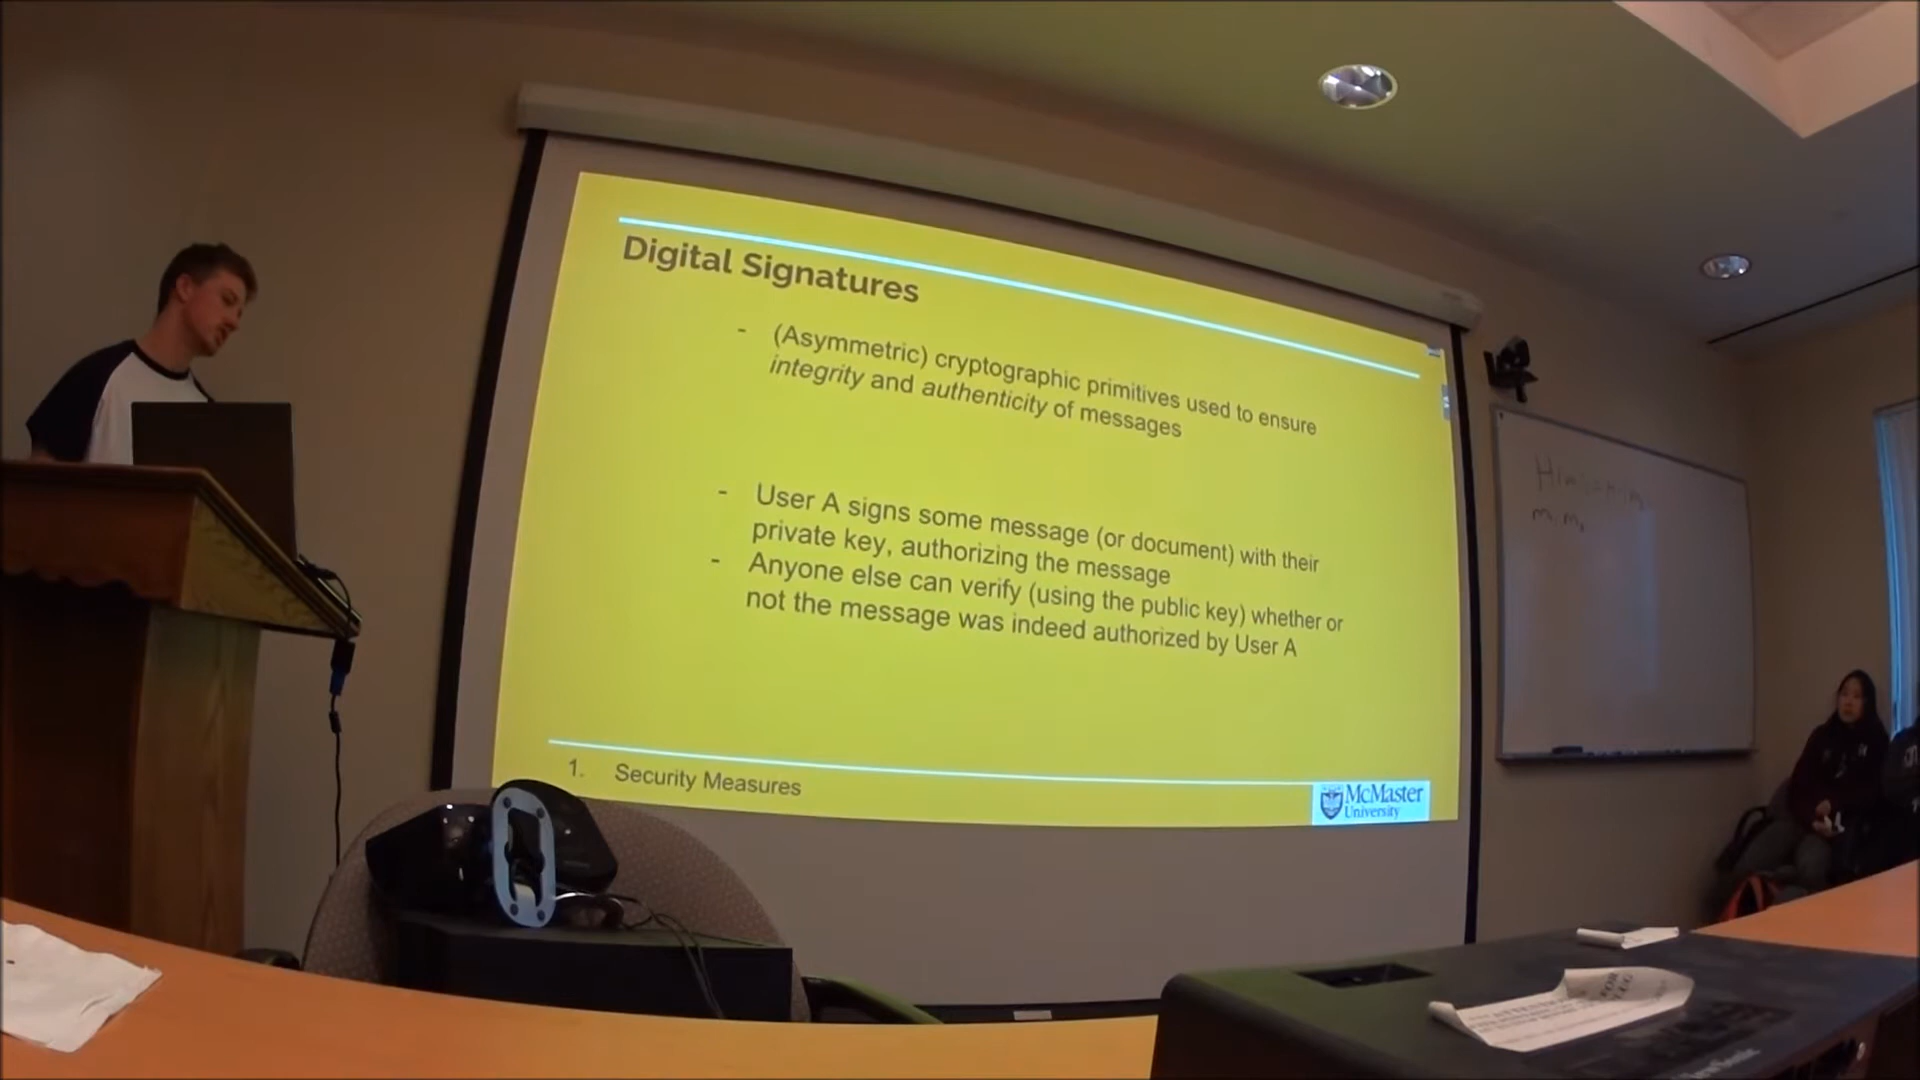 Digital Signatures
- (Asymmetric) cryptographic primitives used to ensure
integrity and authenticity of messages
- User A signs some message (or document) with their
private key, authorizing the message
- Anyone else can verify (using the public key) whether or
not the message was indeed authorized by User A
1. Security Measures
McMaster
University
ViewSonic